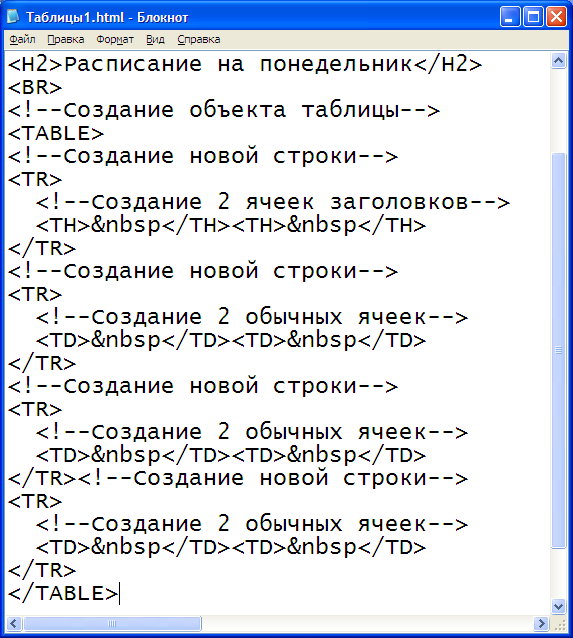 Таблицы1.html - Блокнот
Файл Правка Формат Вид Справка
<H2>Расписание на понедельник</H2>
<BR>
<!--Создание объекта таблицы-->
<TABLE>
<!--Создание новой строки-->
<TR>
  <!--Создание 2 ячеек заголовков-->
  <TH>&nbsp</TH><TH>&nbsp</TH>
</TR>
<!--Создание новой строки-->
<TR>
  <!--Создание 2 обычных ячеек-->
  <TD>&nbsp</TD><TD>&nbsp</TD>
</TR>
<!--Создание новой строки-->
<TR>
  <!--Создание 2 обычных ячеек-->
  <TD>&nbsp</TD><TD>&nbsp</TD>
</TR><!--Создание новой строки-->
<TR>
  <!--Создание 2 обычных ячеек-->
  <TD>&nbsp</TD><TD>&nbsp</TD>
</TR>
</TABLE>